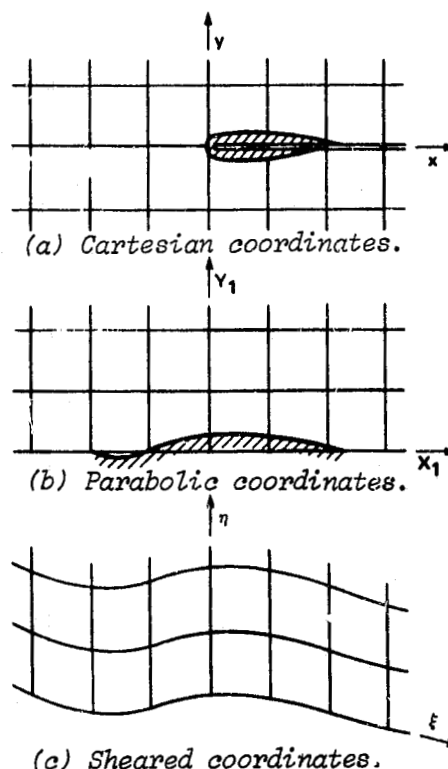 y
x
(a) Cartesian coordinates.
Y₁
X₁
(b) Parabolic coordinates.
η
ξ
(c) Sheared coordinates.